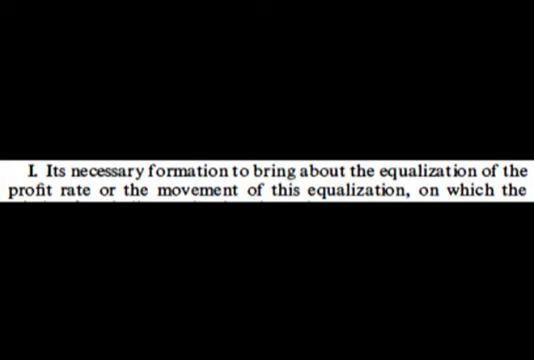 I. Its necessary formation to bring about the equalization of the
profit rate or the movement of this equalization, on which the